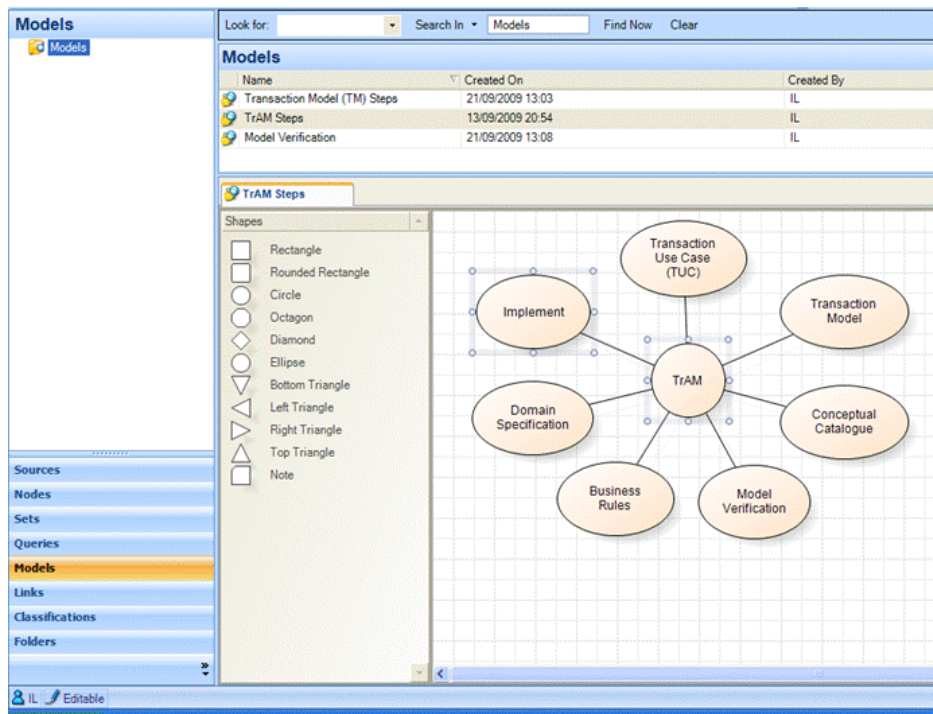 Models
Models
Sources
Nodes
Sets
Queries
Models
Links
Classifications
Folders
»
IL Editable
Look for: Search In Models Find Now Clear
Models
Name Created On Created By
Transaction Model (TM) Steps 21/09/2009 13:03 IL
TrAM Steps 13/09/2009 20:54 IL
Model Verification 21/09/2009 13:08 IL
TrAM Steps
Shapes
Rectangle
Rounded Rectangle
Circle
Octagon
Diamond
Ellipse
Bottom Triangle
Left Triangle
Right Triangle
Top Triangle
Note
Transaction
Use Case
(TUC)
Implement
Transaction
Model
TrAM
Domain
Specification
Conceptual
Catalogue
Business
Rules
Model
Verification